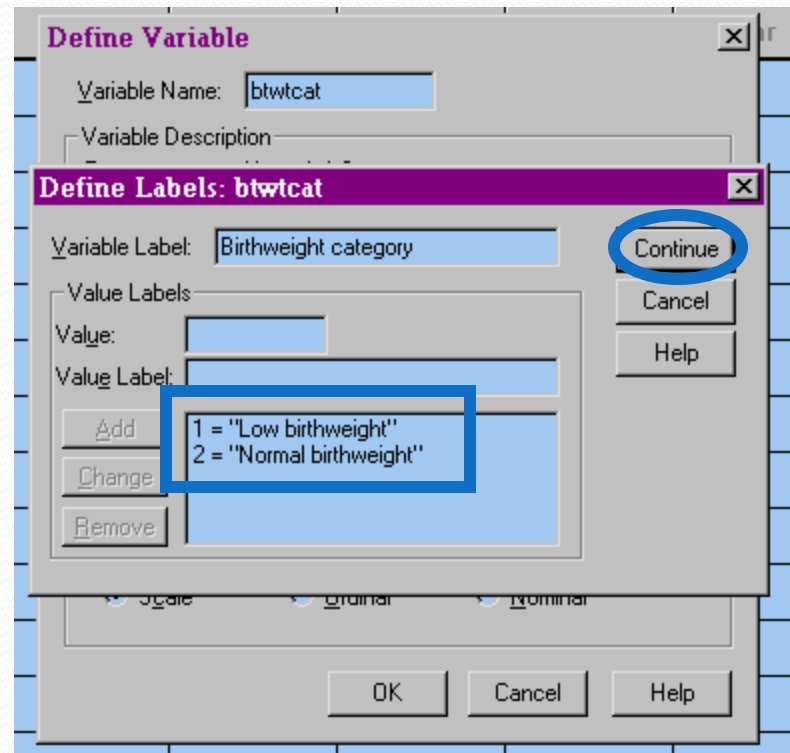 Define Variable
Variable Name: btwtcat
Variable Description
Define Labels: btwtcat
Variable Label: Birthweight category
Continue
Value Labels
Cancel
Value:
Help
Value Label:
Add
1 = "Low birthweight"
2 = "Normal birthweight"
Change
Remove
Scale Ordinal Nominal
OK Cancel Help